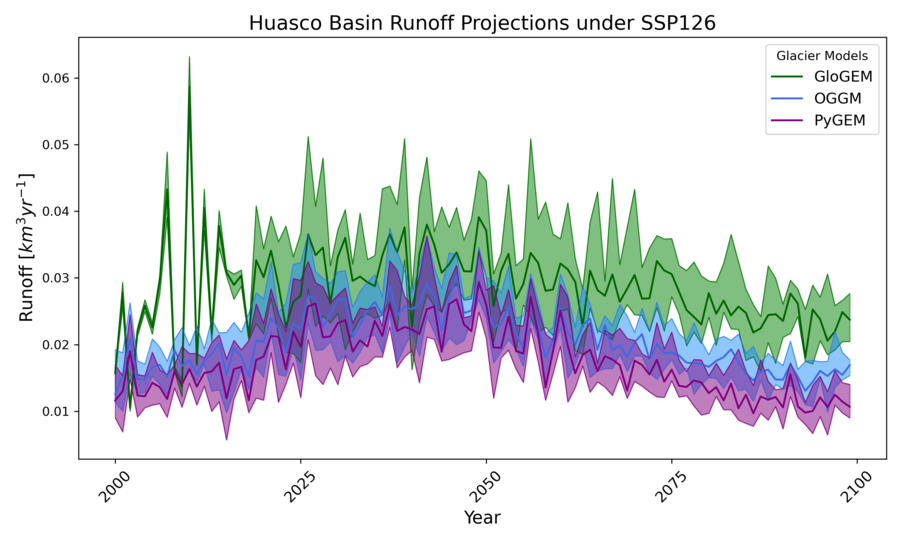 Huasco Basin Runoff Projections under SSP126
Glacier Models
GloGEM
OGGM
PyGEM
0.06
0.05
0.04
0.03
0.02
0.01
Runoff [km³yr⁻¹]
2000
2025
2050
2075
2100
Year